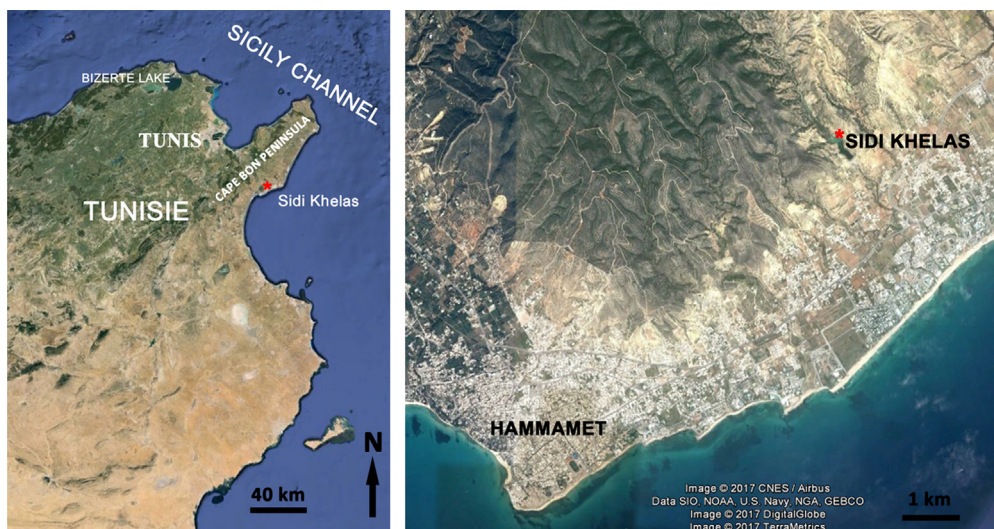 SICILY CHANNEL
BIZERTE LAKE
TUNIS
CAPE BON PENINSULA
Sidi Khelas
TUNISIE
N
40 km
SIDI KHELAS
HAMMAMET
Image © 2017 CNES / Airbus
Data SIO, NOAA, U.S. Navy, NGA, GEBCO
Image © 2017 DigitalGlobe
Image © 2017 TerraMetrics
1 km